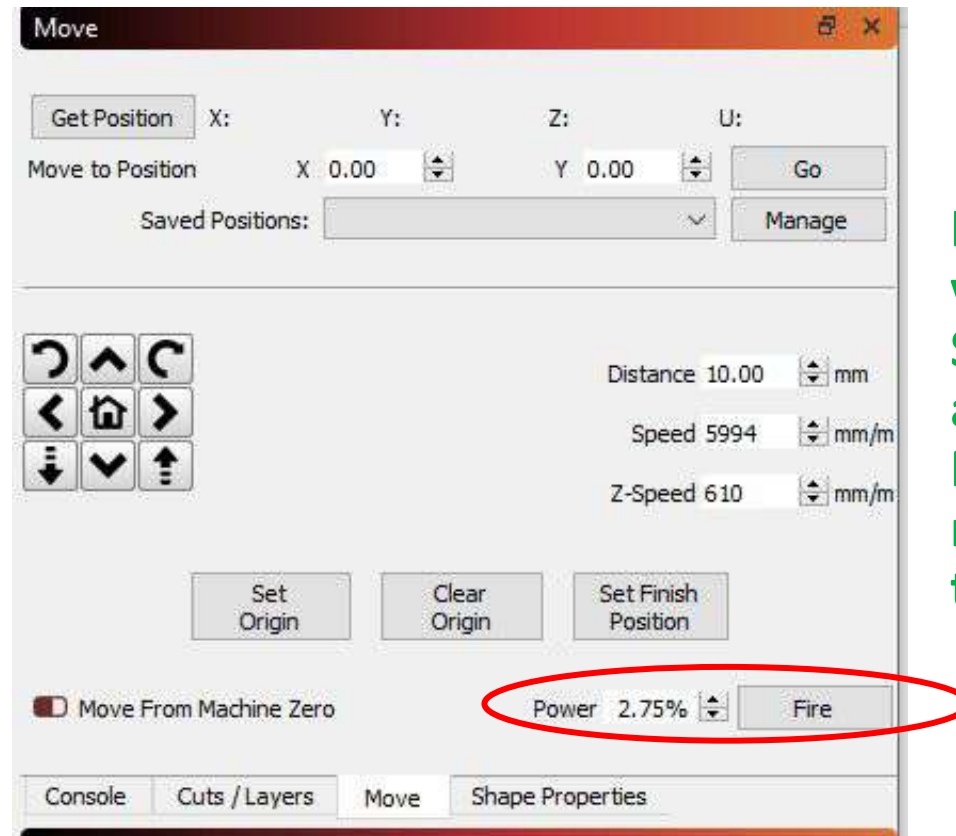 Move
Get Position X: Y: Z: U:
Move to Position X 0.00 Y 0.00 Go
Saved Positions: Manage
Distance 10.00 mm
Speed 5994 mm/m
Z-Speed 610 mm/m
Set Origin
Clear Origin
Set Finish Position
Move From Machine Zero Power 2.75% Fire
Console Cuts / Layers Move Shape Properties